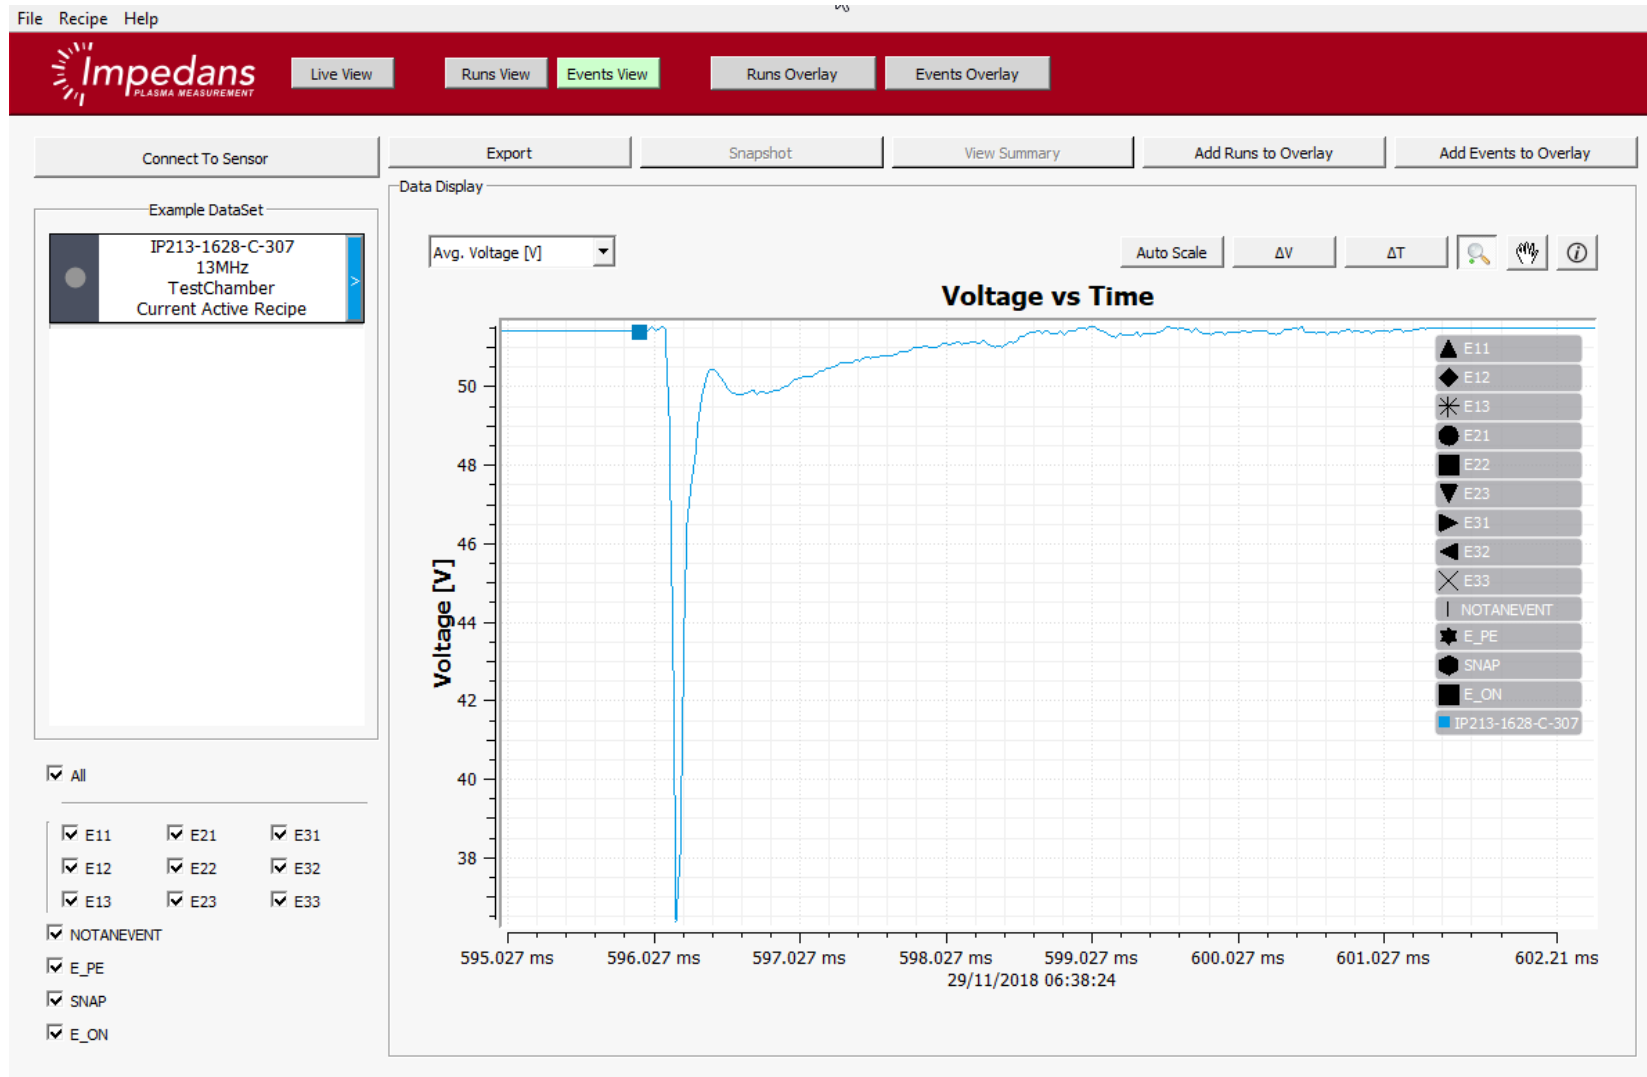 File Recipe Help
Impedans
PLASMA MEASUREMENT
Live View
Runs View
Events View
Runs Overlay
Events Overlay
Connect To Sensor
Export
Snapshot
View Summary
Add Runs to Overlay
Add Events to Overlay
Example DataSet
IP213-1628-C-307
13MHz
TestChamber
Current Active Recipe
>
Data Display
Avg. Voltage [V]
Auto Scale
ΔV
ΔT
Voltage vs Time
Voltage [V]
50
48
46
44
42
40
38
E11
E12
E13
E21
E22
E23
E31
E32
E33
NOTANEVENT
E_PE
SNAP
E_ON
IP213-1628-C-307
595.027 ms 596.027 ms 597.027 ms 598.027 ms 599.027 ms 600.027 ms 601.027 ms 602.21 ms
29/11/2018 06:38:24
All
E11 E21 E31
E12 E22 E32
E13 E23 E33
NOTANEVENT
E_PE
SNAP
E_ON